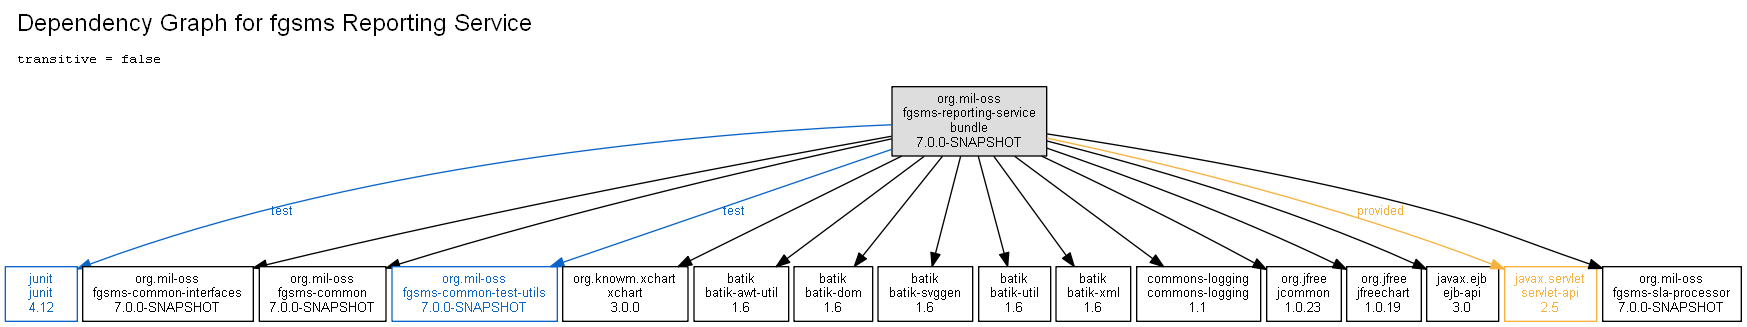 Dependency Graph for fgsms Reporting Service
transitive = false
org.mil-oss
fgsms-reporting-service
bundle
7.0.0-SNAPSHOT
test
test
provided
junit
junit
4.12
org.mil-oss
fgsms-common-interfaces
7.0.0-SNAPSHOT
org.mil-oss
fgsms-common
7.0.0-SNAPSHOT
org.mil-oss
fgsms-common-test-utils
7.0.0-SNAPSHOT
org.knowm.xchart
xchart
3.0.0
batik
batik-awt-util
1.6
batik
batik-dom
1.6
batik
batik-svggen
1.6
batik
batik-util
1.6
batik
batik-xml
1.6
commons-logging
commons-logging
1.1
org.jfree
jcommon
1.0.23
org.jfree
jfreechart
1.0.19
javax.ejb
ejb-api
3.0
javax.servlet
servlet-api
2.5
org.mil-oss
fgsms-sla-processor
7.0.0-SNAPSHOT